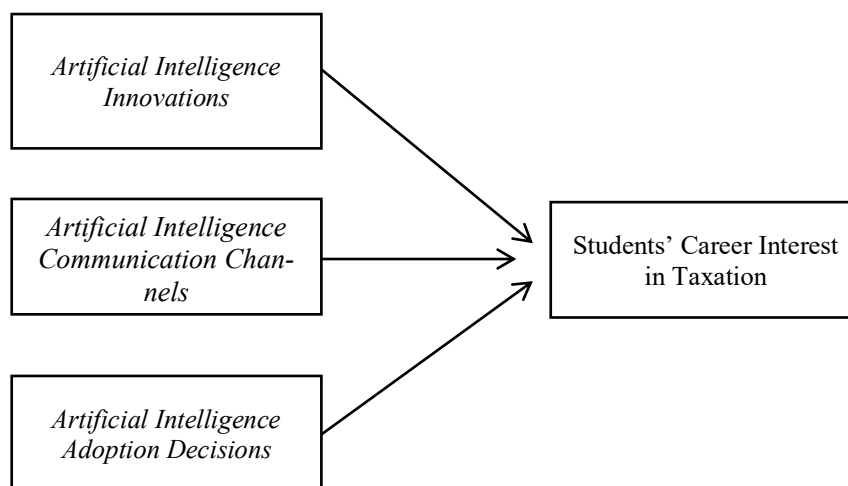 Artificial Intelligence
Innovations
Artificial Intelligence
Communication Chan-
nels
Students’ Career Interest
in Taxation
Artificial Intelligence
Adoption Decisions